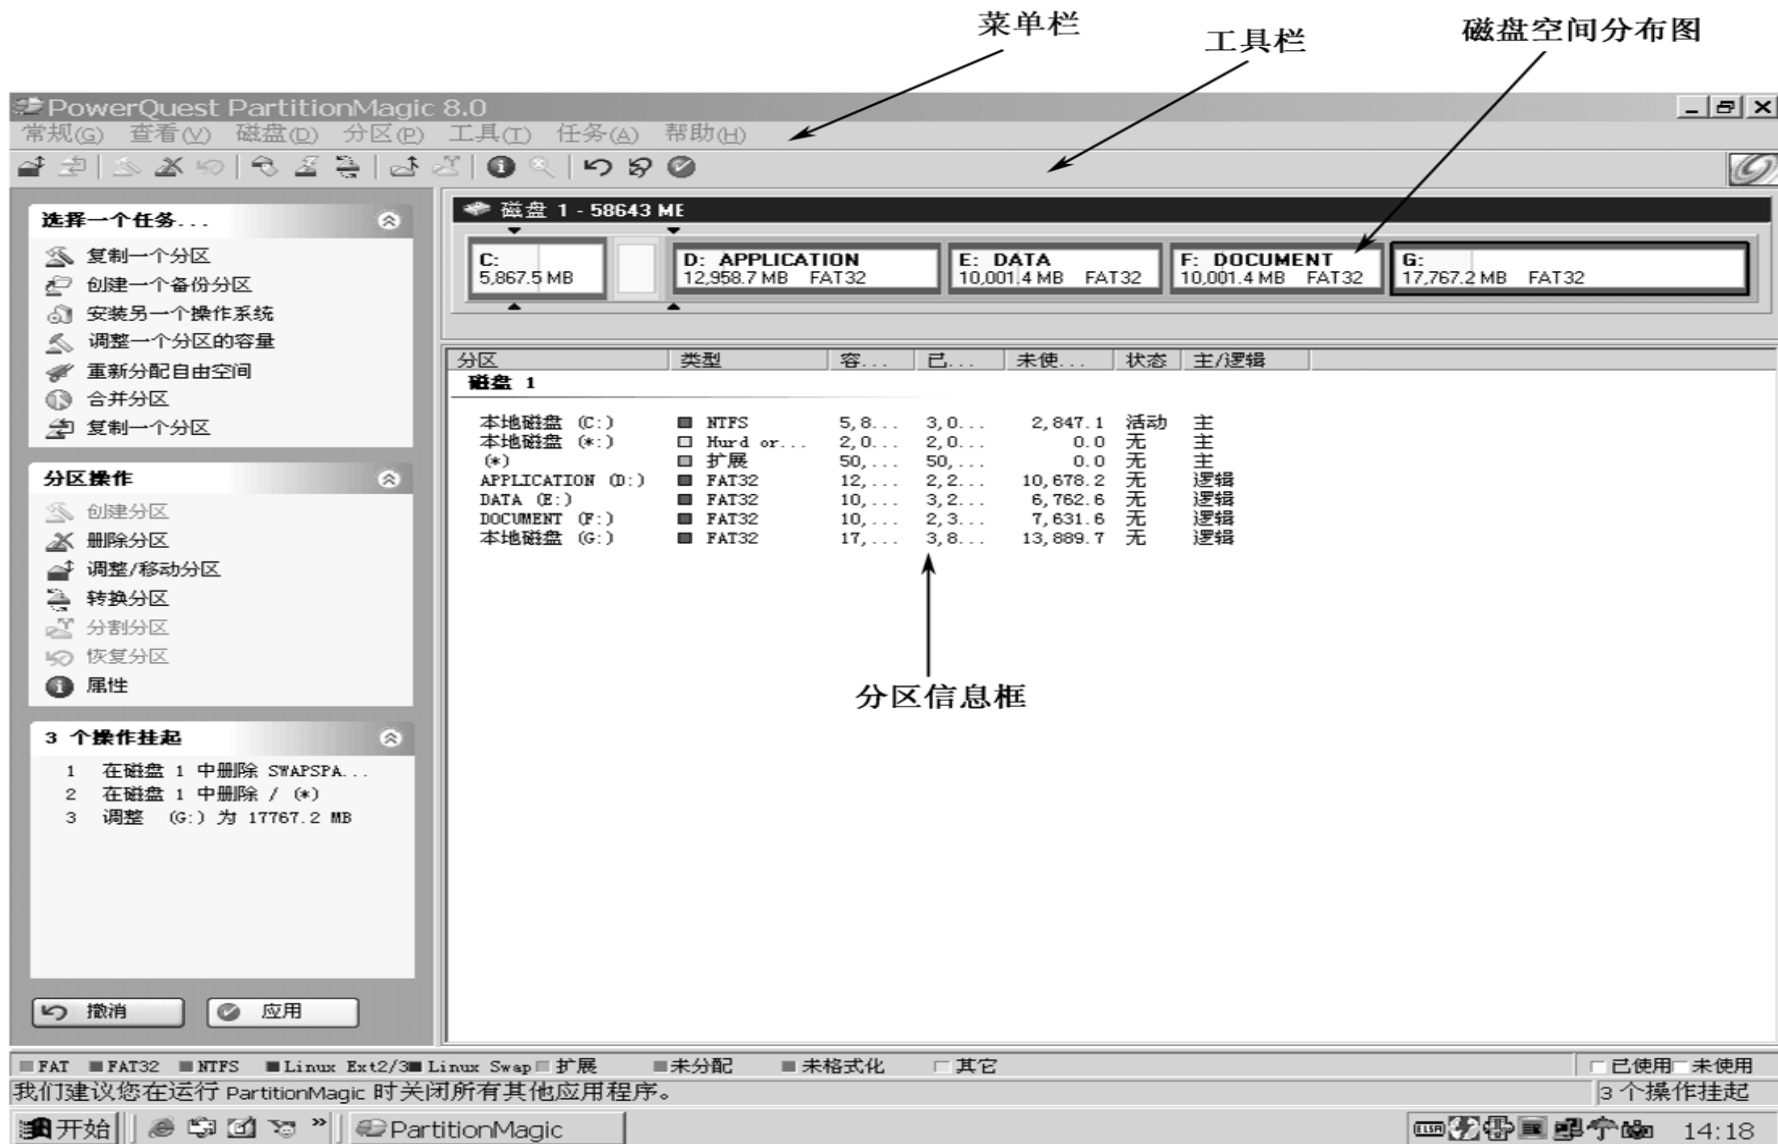 菜单栏
工具栏
磁盘空间分布图
PowerQuest PartitionMagic 8.0
常规(G) 查看(V) 磁盘(D) 分区(P) 工具(T) 任务(A) 帮助(H)
选择一个任务...
复制一个分区
创建一个备份分区
安装另一个操作系统
调整一个分区的容量
重新分配自由空间
合并分区
复制一个分区
分区操作
创建分区
删除分区
调整/移动分区
转换分区
分割分区
恢复分区
属性
3 个操作挂起
1 在磁盘 1 中删除 SWAPSPA...
2 在磁盘 1 中删除 / (*)
3 调整 (G:) 为 17767.2 MB
撤消 应用
磁盘 1 - 58643 ME
C: D: APPLICATION E: DATA F: DOCUMENT G:
5,867.5 MB 12,958.7 MB FAT32 10,001.4 MB FAT32 10,001.4 MB FAT32 17,767.2 MB FAT32
分区 类型 容... 已... 未使... 状态 主/逻辑
磁盘 1
本地磁盘 (C:) NTFS 5,8... 3,0... 2,847.1 活动 主
本地磁盘 (*:) Hurd or... 2,0... 2,0... 0.0 无 主
(*) 扩展 50,... 50,... 0.0 无 主
APPLICATION (D:) FAT32 12,... 2,2... 10,678.2 无 逻辑
DATA (E:) FAT32 10,... 3,2... 6,762.6 无 逻辑
DOCUMENT (F:) FAT32 10,... 2,3... 7,631.6 无 逻辑
本地磁盘 (G:) FAT32 17,... 3,8... 13,889.7 无 逻辑
分区信息框
FAT FAT32 NTFS Linux Ext2/3 Linux Swap 扩展 未分配 未格式化 其它 已使用 未使用
我们建议您在运行 PartitionMagic 时关闭所有其他应用程序。 3 个操作挂起
开始 » PartitionMagic ELSA 14:18